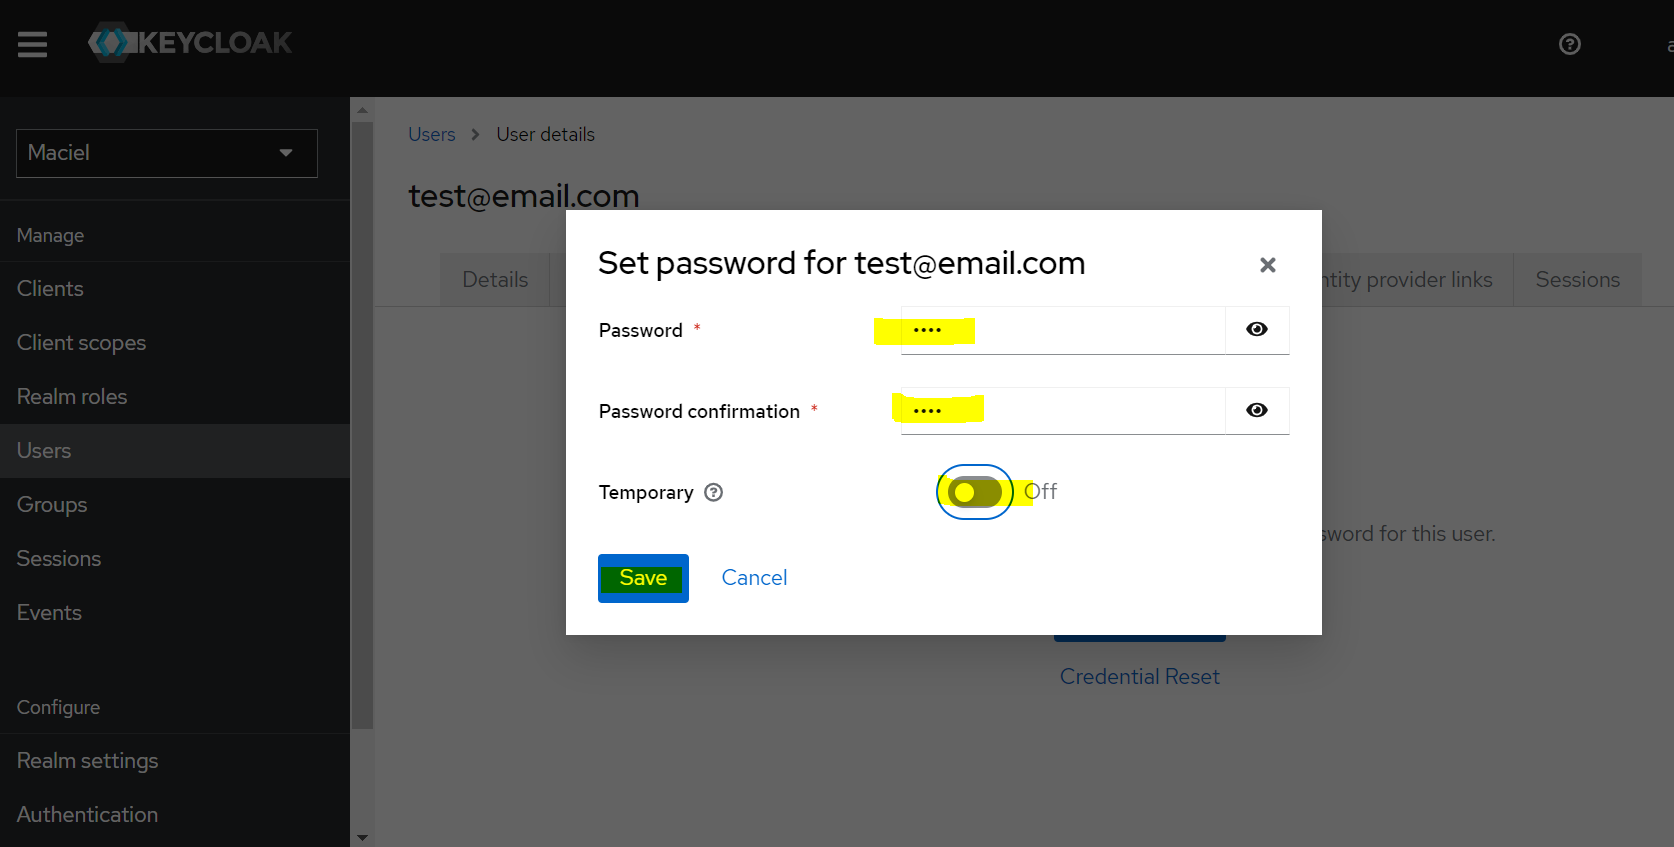 KEYCLOAK
Maciel
Manage
Clients
Client scopes
Realm roles
Users
Groups
Sessions
Events
Configure
Realm settings
Authentication
Users > User details
test@email.com
Details
provider links
Sessions
Set password for test@email.com
Password *
••••
Password confirmation *
••••
Temporary
Off
Save Cancel
for this user.
Credential Reset